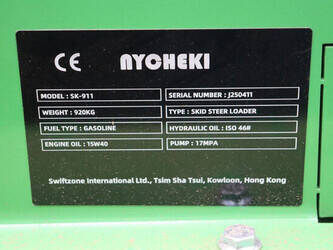 CE NYCHEKI
MODEL : SK-911 SERIAL NUMBER : J250411
WEIGHT : 920KG TYPE : SKID STEER LOADER
FUEL TYPE : GASOLINE HYDRAULIC OIL : ISO 46#
ENGINE OIL : 15W40 PUMP : 17MPA
Swiftzone International Ltd., Tsim Sha Tsui, Kowloon, Hong Kong